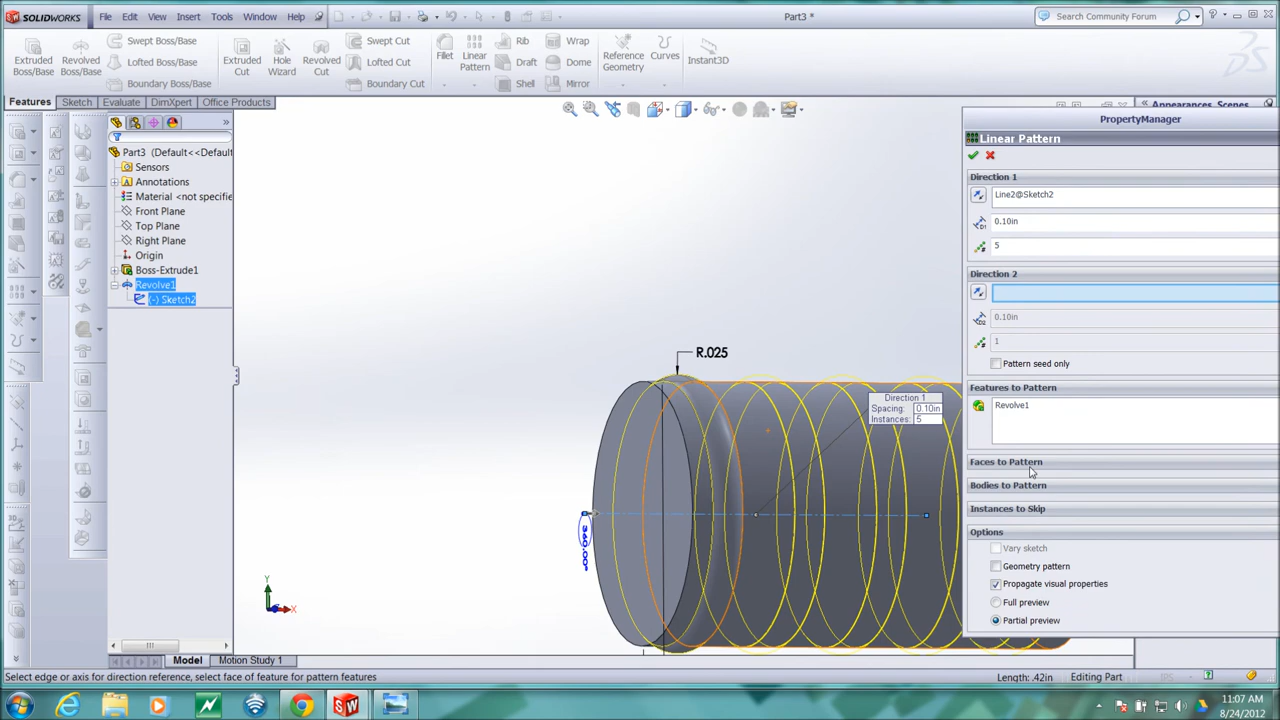 SOLIDWORKS
File Edit View Insert Tools Window Help
Part3 *
Search Community Forum
Extruded Boss/Base
Revolved Boss/Base
Swept Boss/Base
Lofted Boss/Base
Boundary Boss/Base
Extruded Cut
Hole Wizard
Revolved Cut
Swept Cut
Lofted Cut
Boundary Cut
Fillet
Linear Pattern
Rib
Draft
Shell
Wrap
Dome
Mirror
Reference Geometry
Curves
Instant3D
Features Sketch Evaluate DimXpert Office Products
Appearances, Scenes
Part3 (Default<<Default
Sensors
Annotations
Material <not specifie
Front Plane
Top Plane
Right Plane
Origin
Boss-Extrude1
Revolve1
(-) Sketch2
R.025
360.00°
Direction 1
Spacing: 0.10in
Instances: 5
PropertyManager
Linear Pattern
Direction 1
Line2@Sketch2
0.10in
5
Direction 2
0.10in
1
Pattern seed only
Features to Pattern
Revolve1
Faces to Pattern
Bodies to Pattern
Instances to Skip
Options
Vary sketch
Geometry pattern
Propagate visual properties
Full preview
Partial preview
Y
X
Model Motion Study 1
Select edge or axis for direction reference, select face of feature for pattern features
Length: .42in Editing Part IPS
11:07 AM
8/24/2012